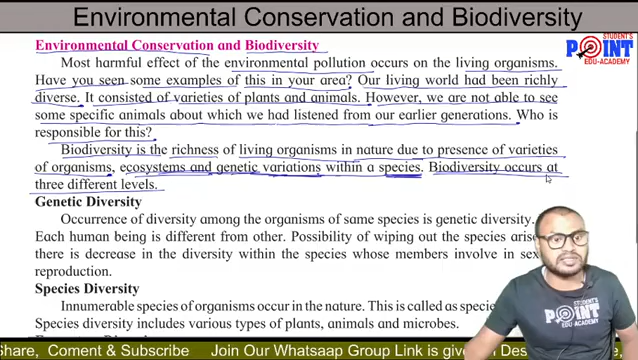 Environmental Conservation and Biodiversity
STUDENT'S
POINT
EDU-ACADEMY
Environmental Conservation and Biodiversity
Most harmful effect of the environmental pollution occurs on the living organisms.
Have you seen some examples of this in your area? Our living world had been richly
diverse. It consisted of varieties of plants and animals. However, we are not able to see
some specific animals about which we had listened from our earlier generations. Who is
responsible for this?
Biodiversity is the richness of living organisms in nature due to presence of varieties
of organisms, ecosystems and genetic variations within a species. Biodiversity occurs at
three different levels.
Genetic Diversity
Occurrence of diversity among the organisms of same species is genetic diversity.
Each human being is different from other. Possibility of wiping out the species
there is decrease in the diversity within the species whose members involve in
reproduction.
Species Diversity
Innumerable species of organisms occur in the nature. This is called as
Species diversity includes various types of plants, animals and microbes.
STUDENT'S
POINT
Share, Coment & Subscribe Join Our Whatsaap Group Link is